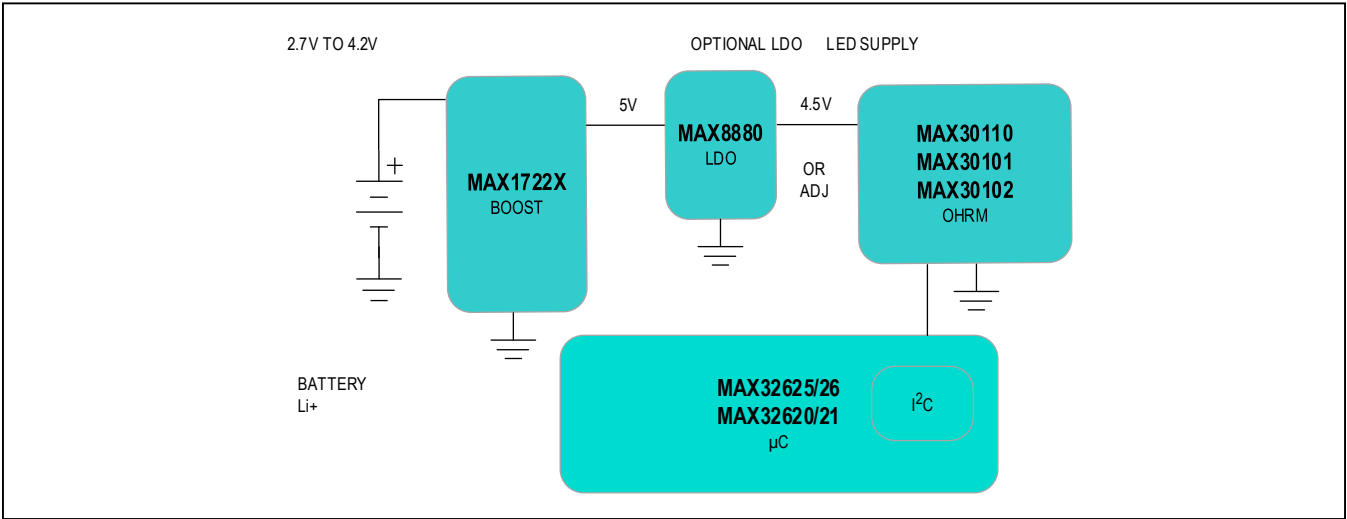 2.7V TO 4.2V
OPTIONAL LDO
LED SUPPLY
+
MAX1722X
BOOST
5V
MAX8880
LDO
4.5V
OR
ADJ
MAX30110
MAX30101
MAX30102
OHRM
BATTERY
Li+
MAX32625/26
MAX32620/21
µC
I²C